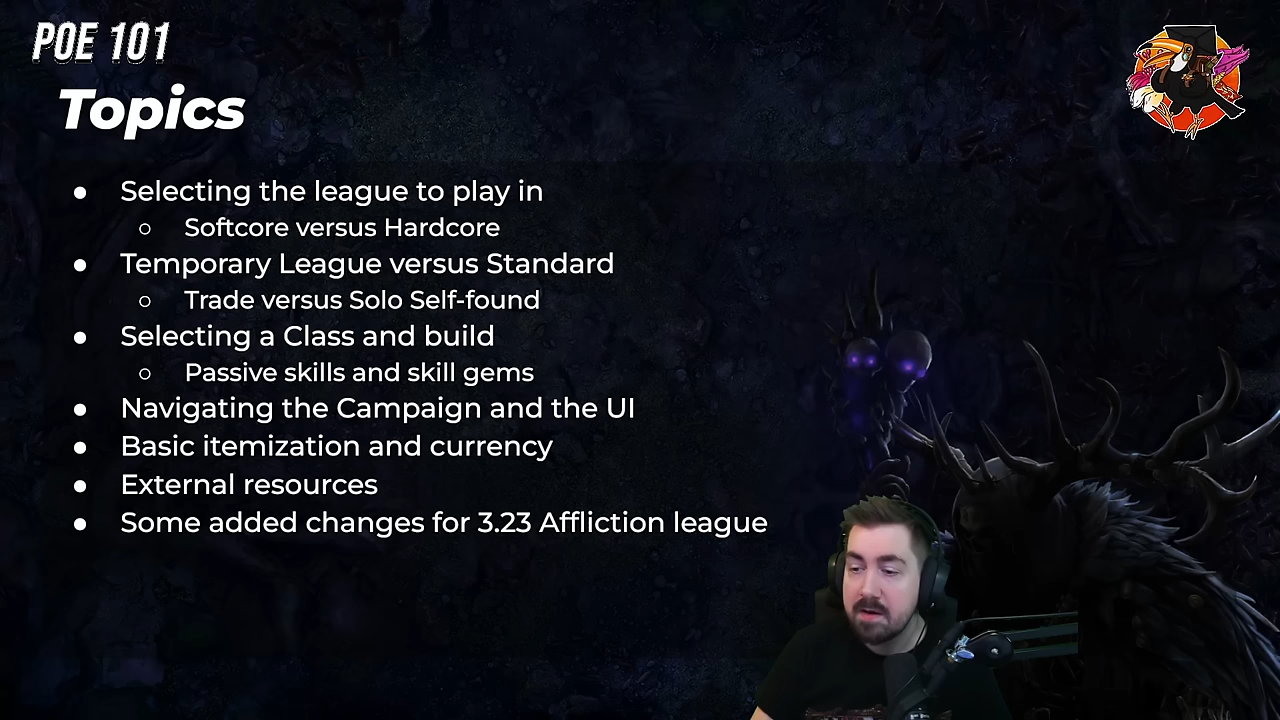 POE 101
Topics
● Selecting the league to play in
○ Softcore versus Hardcore
● Temporary League versus Standard
○ Trade versus Solo Self-found
● Selecting a Class and build
○ Passive skills and skill gems
● Navigating the Campaign and the UI
● Basic itemization and currency
● External resources
● Some added changes for 3.23 Affliction league